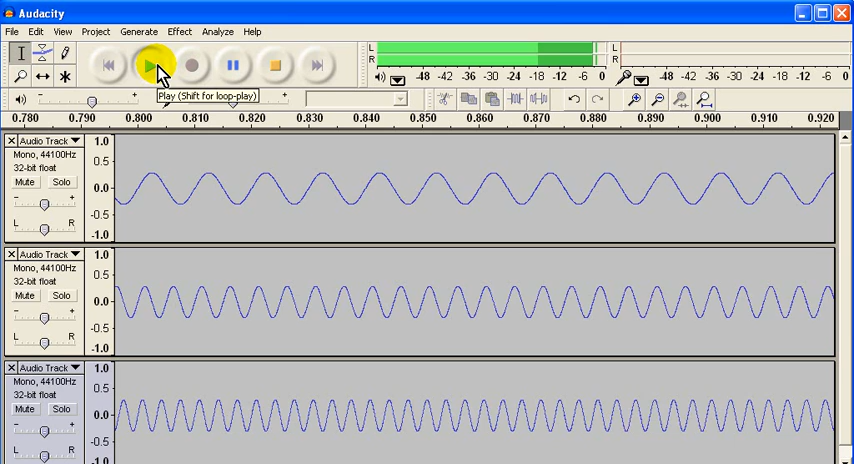 Audacity
File Edit View Project Generate Effect Analyze Help
L
R
-48 -42 -36 -30 -24 -18 -12 -6 0
L
R
-48 -42 -36 -30 -24 -18 -12 -6 0
Play (Shift for loop-play)
- +
+
0.780 0.790 0.800 0.810 0.820 0.830 0.840 0.850 0.860 0.870 0.880 0.890 0.900 0.910 0.920
Audio Track
Mono, 44100Hz
32-bit float
Mute Solo
- +
L R
1.0
0.5
0.0
-0.5
-1.0
Audio Track
Mono, 44100Hz
32-bit float
Mute Solo
- +
L R
1.0
0.5
0.0
-0.5
-1.0
Audio Track
Mono, 44100Hz
32-bit float
Mute Solo
- +
L R
1.0
0.5
0.0
-0.5
-1.0